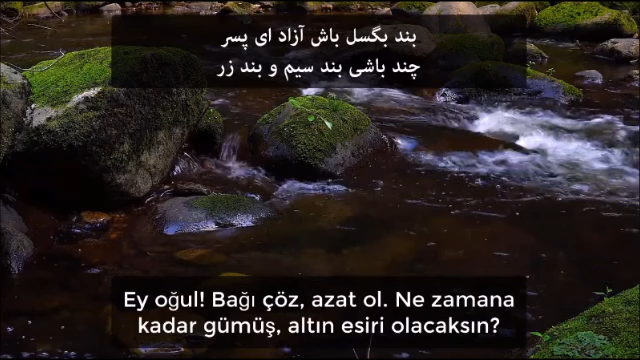 بند بگسل باش آزاد ای پسر
چند باشی بند سیم و بند زر
Ey oğul! Bağı çöz, azat ol. Ne zamana
kadar gümüş, altın esiri olacaksın?